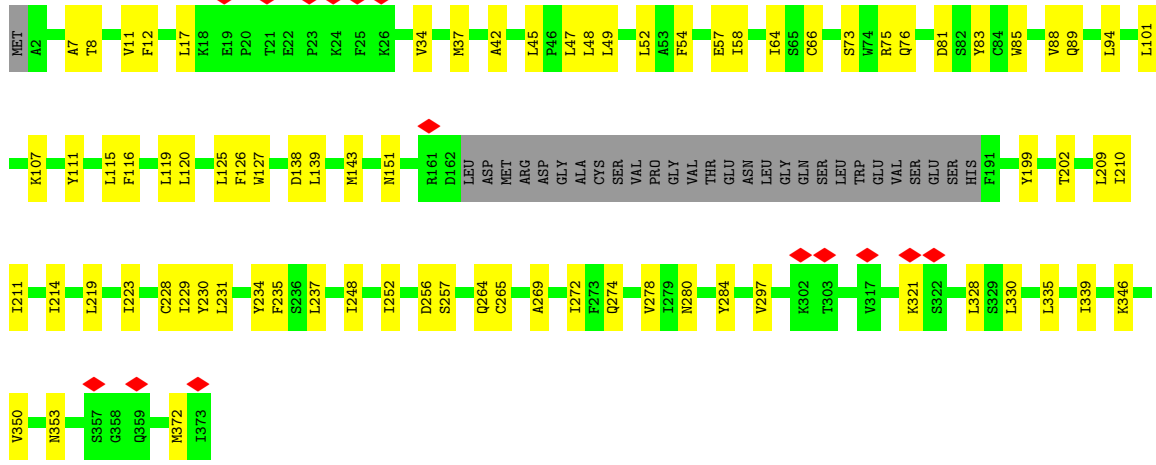 MET A2 A7 T8 V11 F12 L17 K18 E19 P20 T21 E22 P23 K24 F25 K26 V34 M37 A42 L45 P46 L47 L48 L49 L52 A53 F54 E57 I58 I64 S65 C66 S73 W74 R75 Q76 D81 S82 Y83 C84 W85 V88 Q89 L94 L101
K107 Y111 L115 F116 L119 L120 L125 F126 W127 D138 L139 M143 N151 R161 D162 LEU ASP MET ARG ASP GLY ALA CYS SER VAL PRO GLY VAL THR GLU ASN LEU GLY GLN SER LEU TRP GLU VAL SER GLU SER HIS F191 Y199 T202 L209 I210
I211 I214 L219 I223 C228 I229 Y230 L231 Y234 F235 S236 L237 I248 I252 D256 S257 Q264 C265 A269 I272 F273 Q274 V278 I279 N280 Y284 V297 K302 T303 V317 K321 S322 L328 S329 L330 L335 I339 K346
V350 N353 S357 G358 Q359 M372 I373